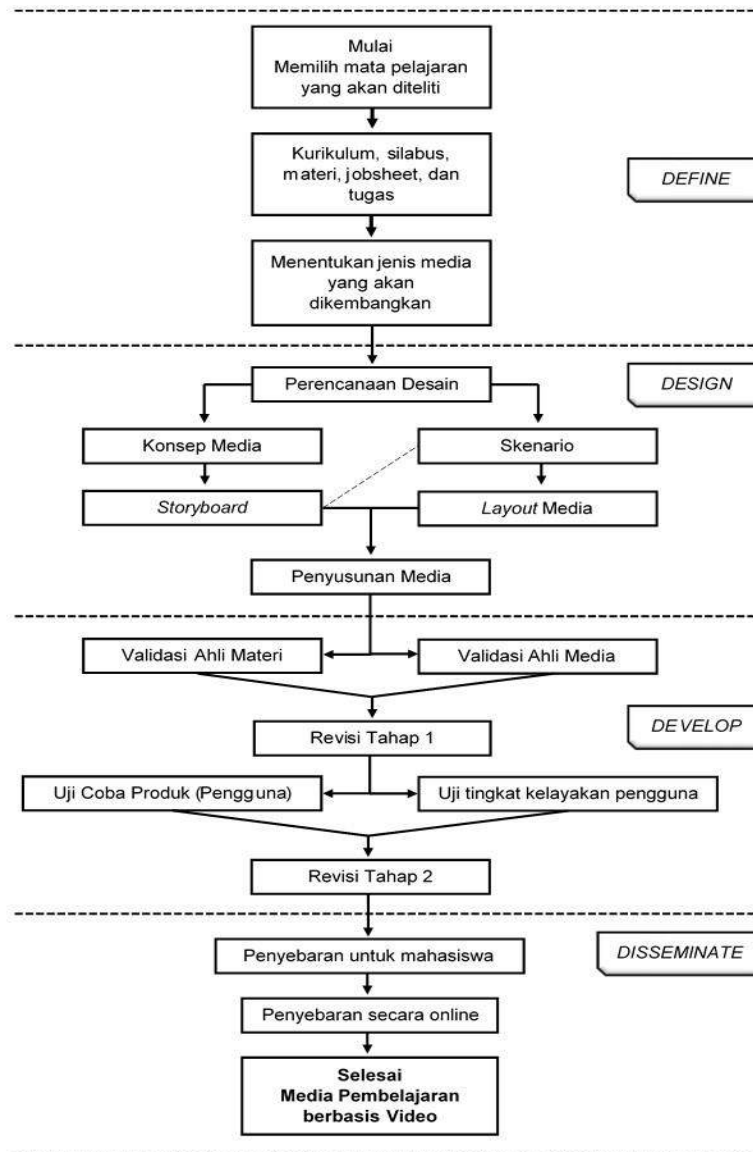 Mulai
Memilih mata pelajaran
yang akan diteliti
Kurikulum, silabus,
materi, jobsheet, dan
tugas
DEFINE
Menentukan jenis media
yang akan
dikembangkan
Perencanaan Desain
DESIGN
Konsep Media
Skenario
Storyboard
Layout Media
Penyusunan Media
Validasi Ahli Materi
Validasi Ahli Media
Revisi Tahap 1
DEVELOP
Uji Coba Produk (Pengguna)
Uji tingkat kelayakan pengguna
Revisi Tahap 2
Penyebaran untuk mahasiswa
DISSEMINATE
Penyebaran secara online
Selesai
Media Pembelajaran
berbasis Video